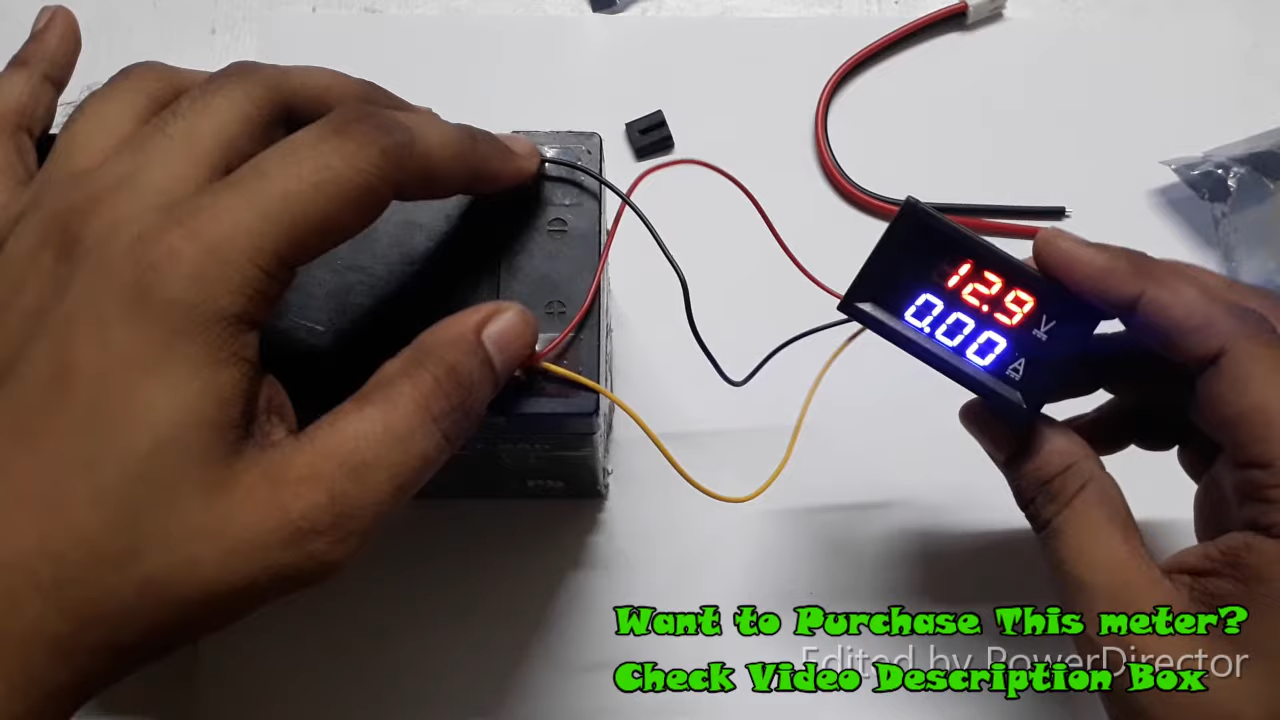 12.9 V
0.00 A
Want to Purchase This meter?
Edited by PowerDirector
Check Video Description Box